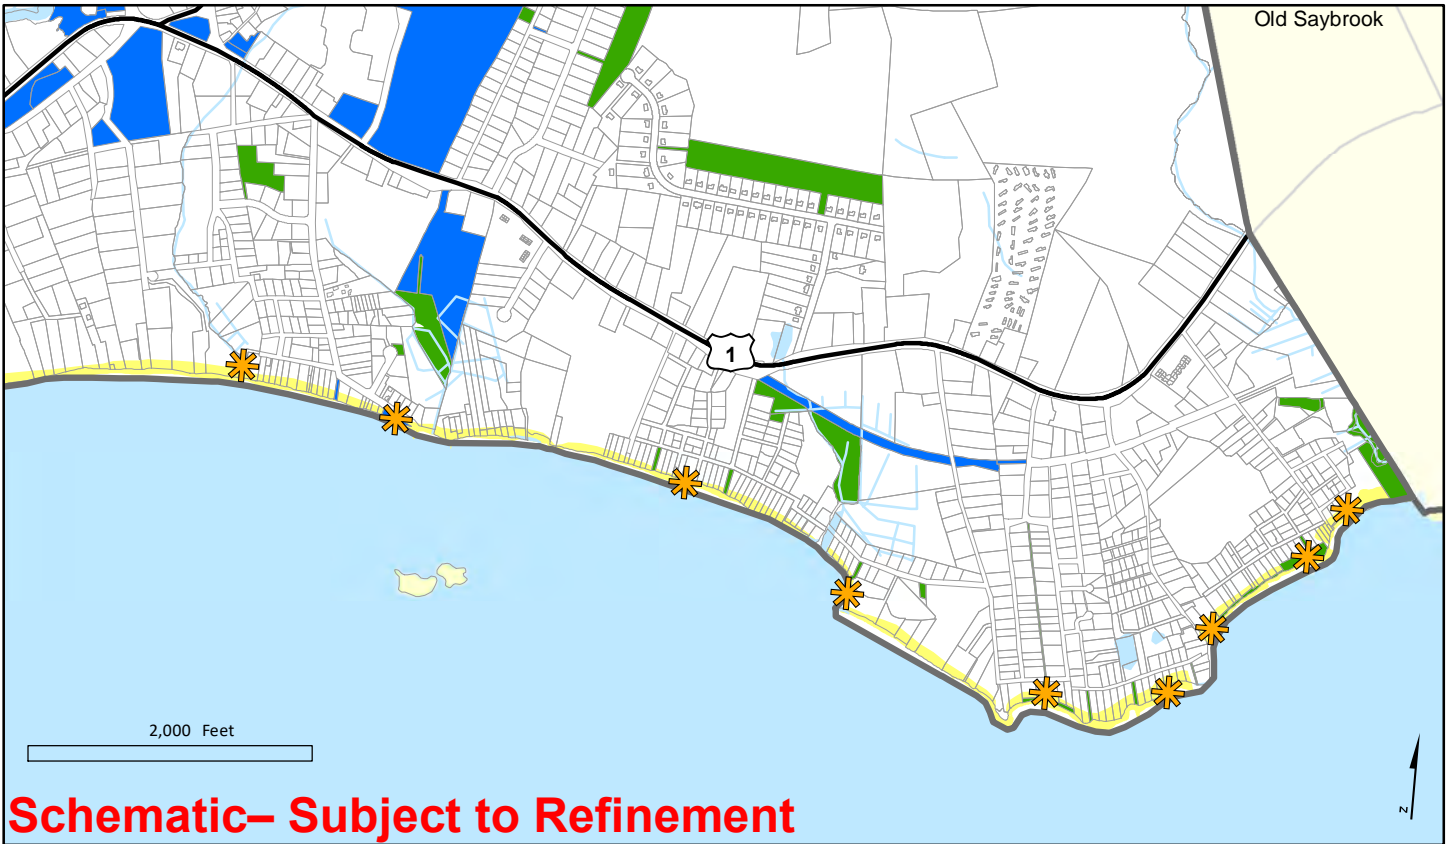 Old Saybrook
1
2,000 Feet
N
Schematic– Subject to Refinement